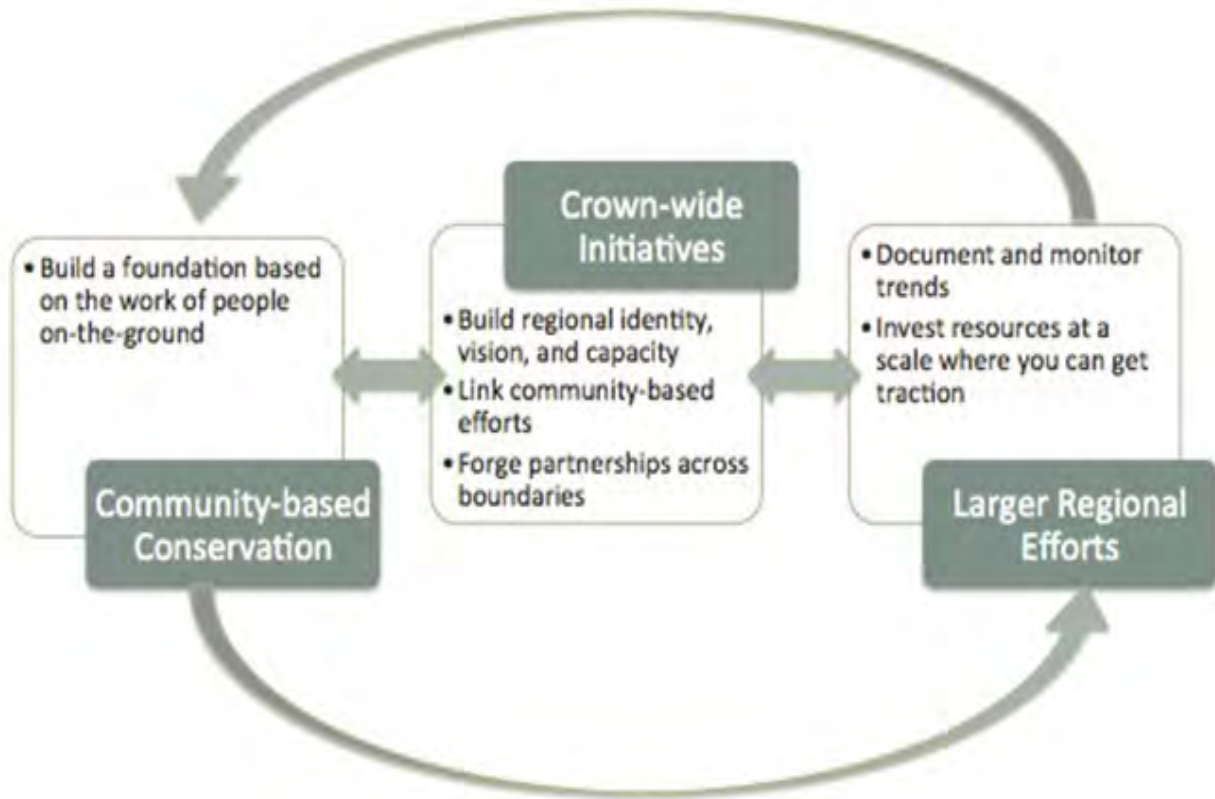 • Build a foundation based
on the work of people
on-the-ground
Community-based
Conservation
Crown-wide
Initiatives
• Build regional identity,
vision, and capacity
• Link community-based
efforts
• Forge partnerships across
boundaries
• Document and monitor
trends
• Invest resources at a
scale where you can get
traction
Larger Regional
Efforts